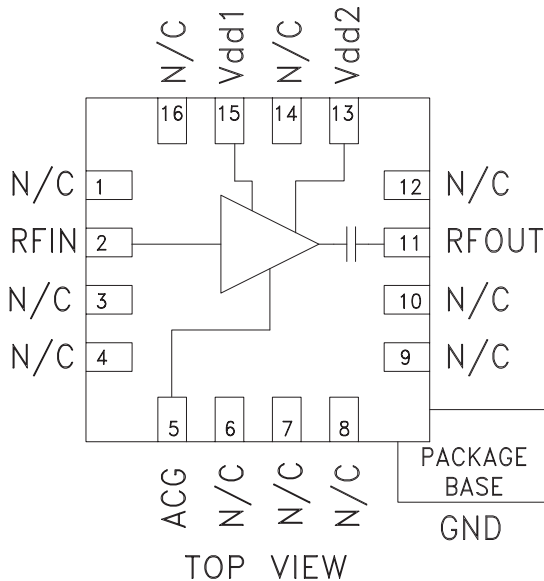 N/C
Vdd1
N/C
Vdd2
16
15
14
13
N/C 1
12 N/C
RFIN 2
11 RFOUT
N/C 3
10 N/C
N/C 4
9 N/C
5
6
7
8
ACG
N/C
N/C
N/C
PACKAGE
BASE
GND
TOP VIEW